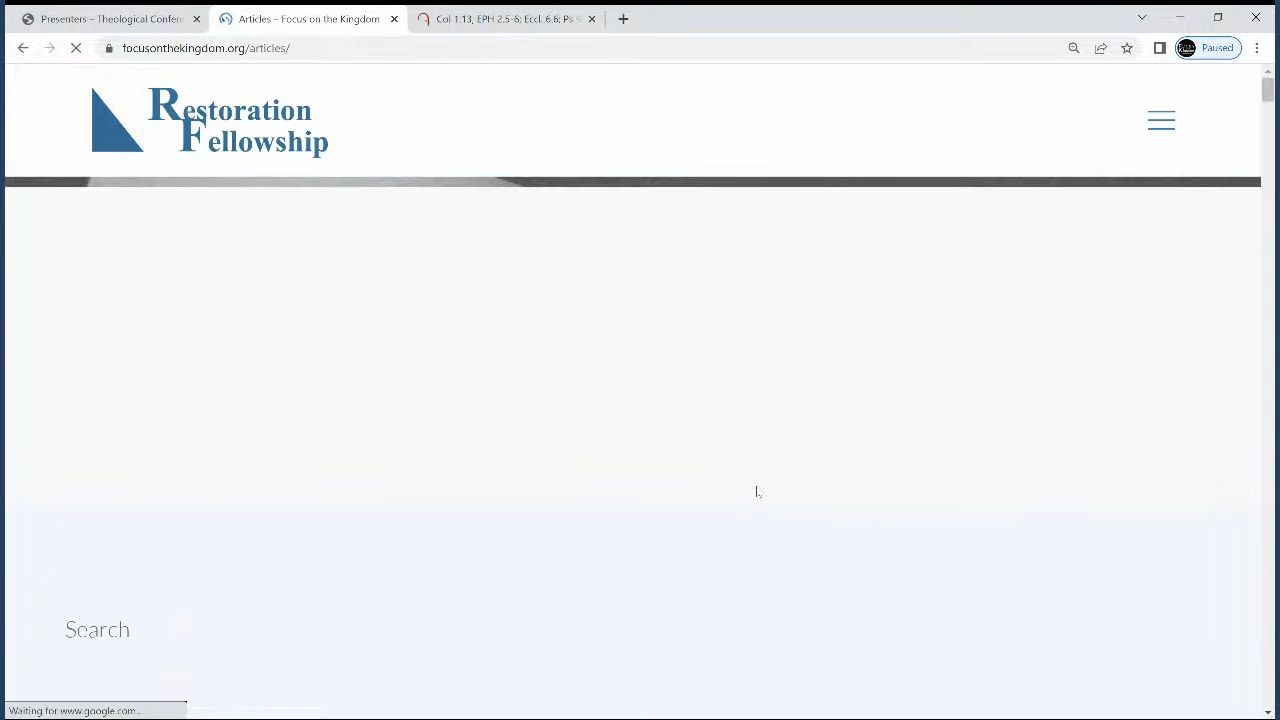 Presenters – Theological Confere
Articles – Focus on the Kingdom
Col 1.13, EPH 2.5-6; Eccl. 6.6; Ps
focusonthekingdom.org/articles/
Paused
Restoration
Fellowship
Search
Waiting for www.google.com...